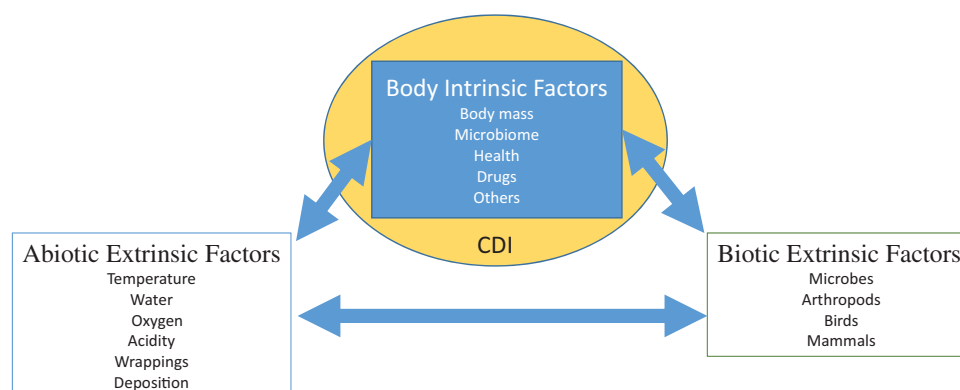 Body Intrinsic Factors
Body mass
Microbiome
Health
Drugs
Others
CDI
Abiotic Extrinsic Factors
Temperature
Water
Oxygen
Acidity
Wrappings
Deposition
Biotic Extrinsic Factors
Microbes
Arthropods
Birds
Mammals